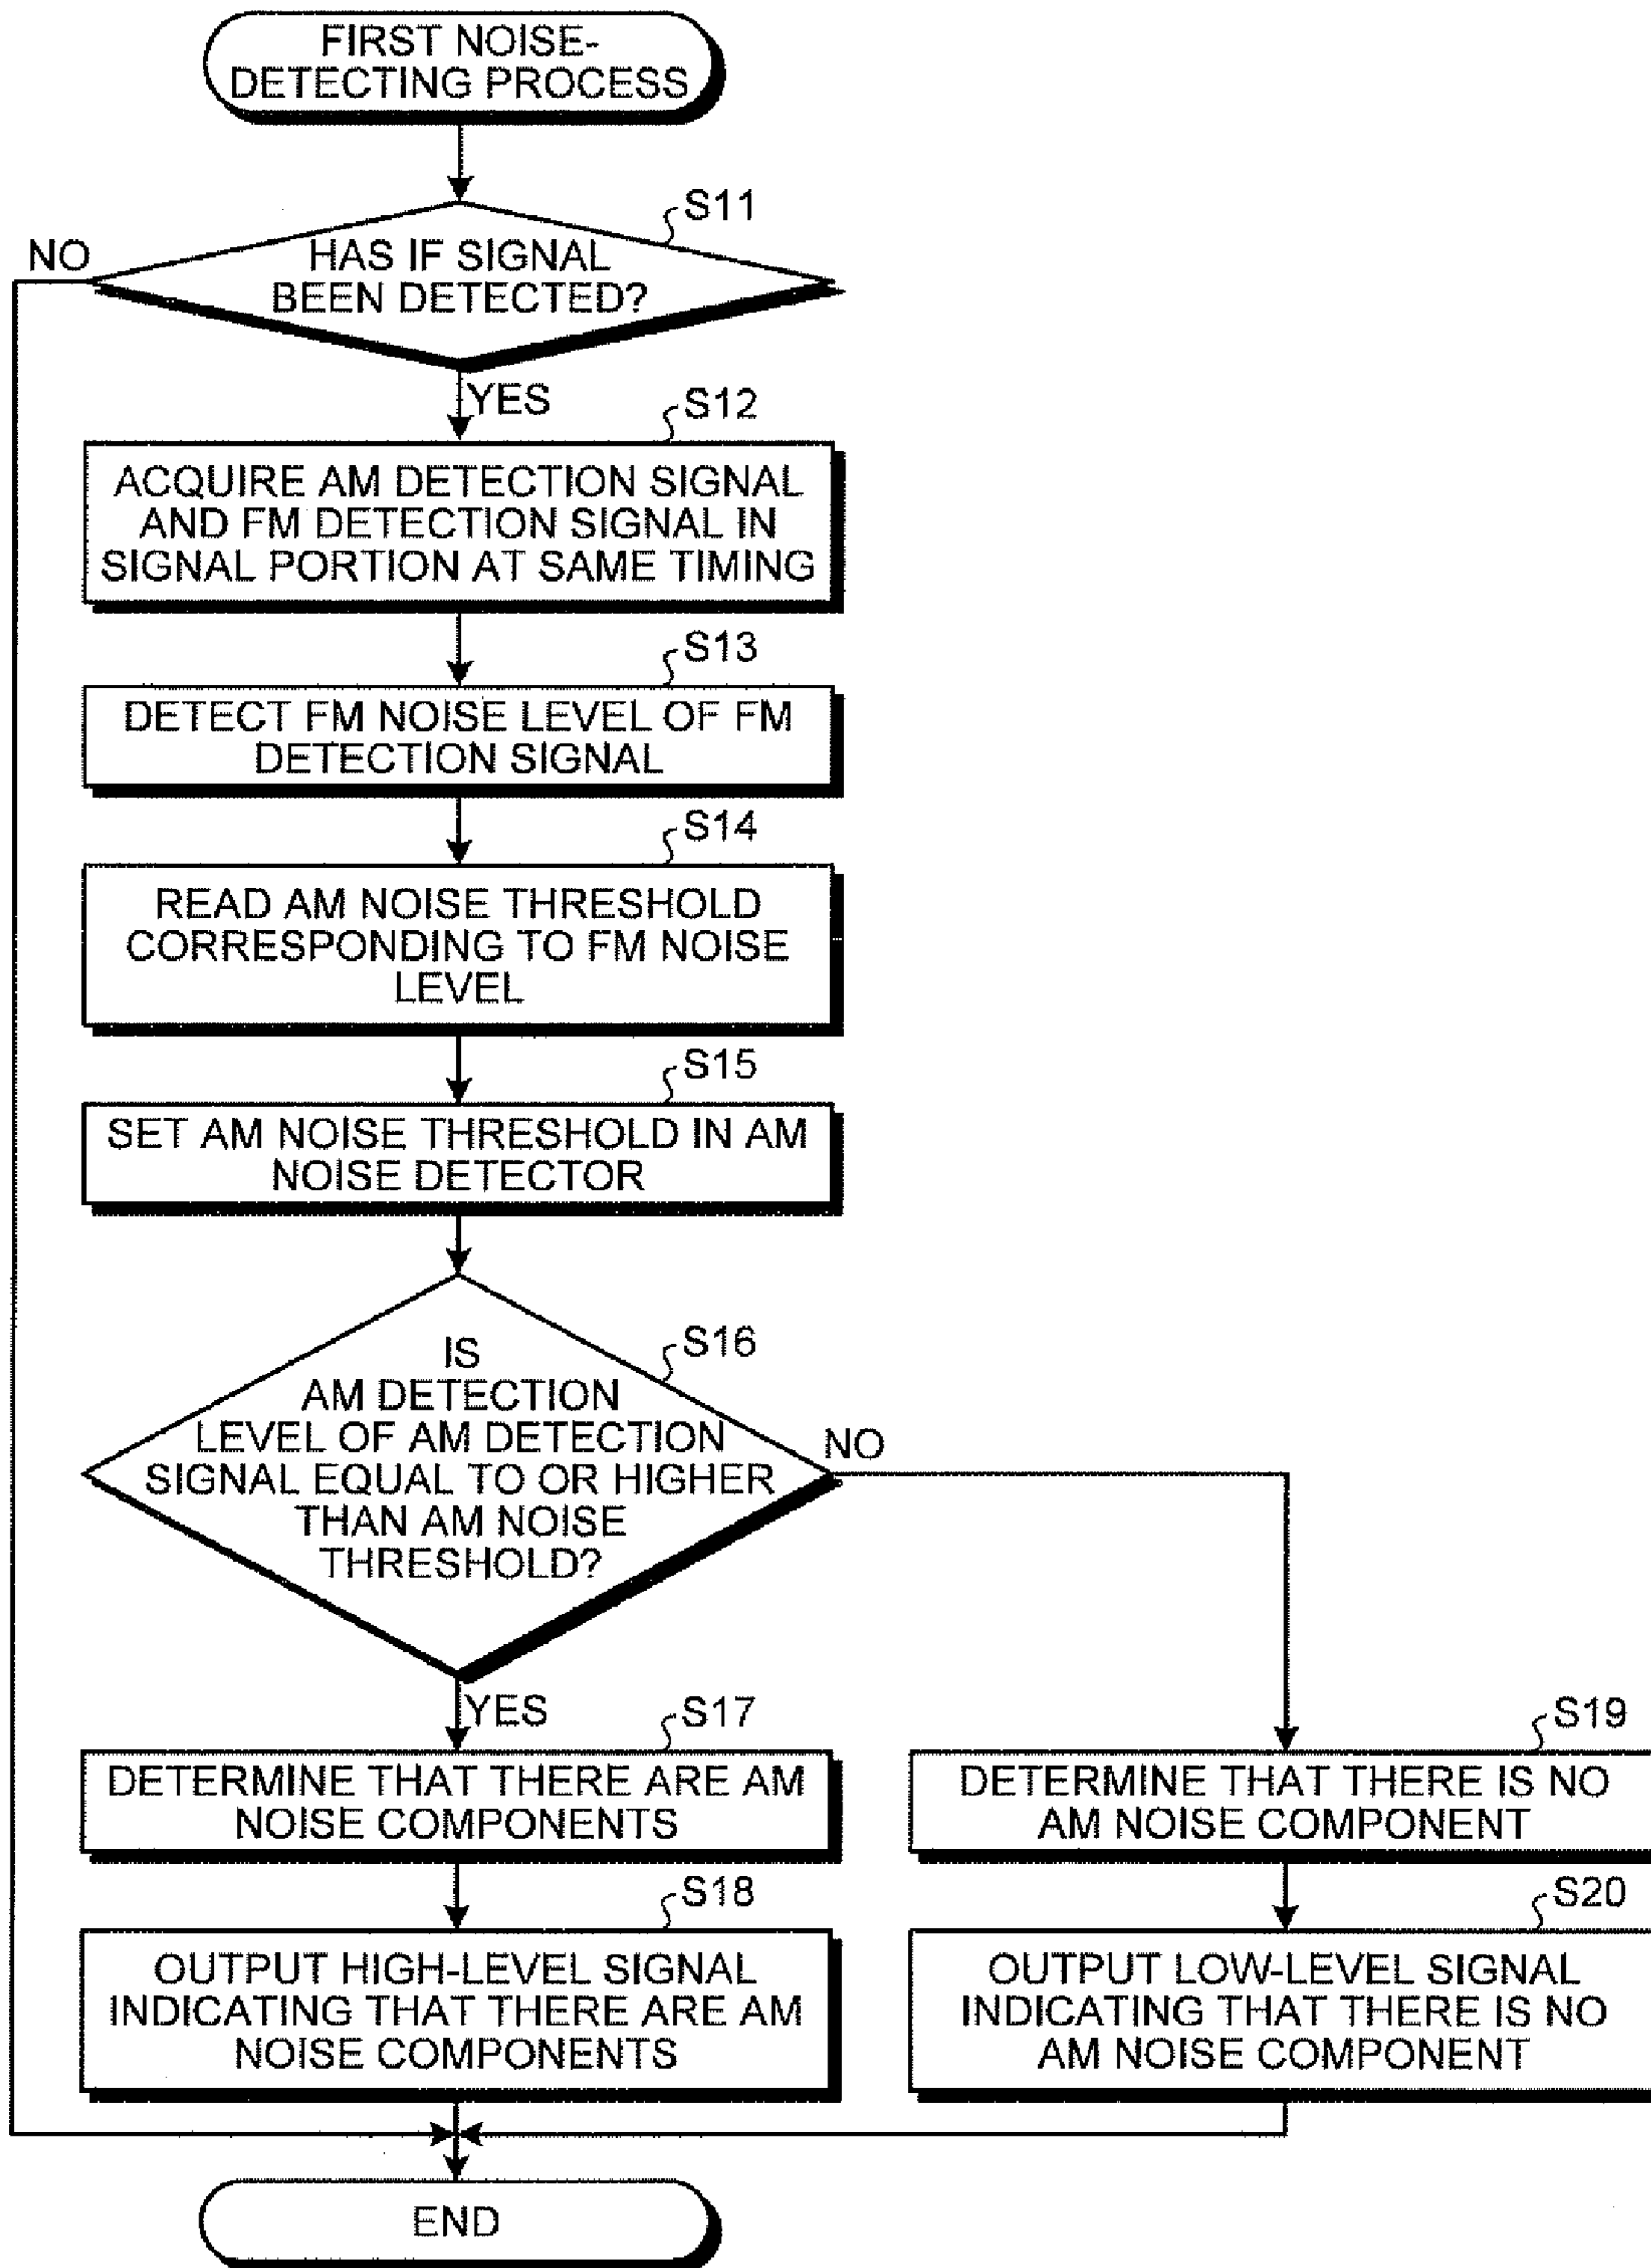 FIRST NOISE-
DETECTING PROCESS
S11
NO
HAS IF SIGNAL
BEEN DETECTED?
YES
S12
ACQUIRE AM DETECTION SIGNAL
AND FM DETECTION SIGNAL IN
SIGNAL PORTION AT SAME TIMING
S13
DETECT FM NOISE LEVEL OF FM
DETECTION SIGNAL
S14
READ AM NOISE THRESHOLD
CORRESPONDING TO FM NOISE
LEVEL
S15
SET AM NOISE THRESHOLD IN AM
NOISE DETECTOR
S16
IS
AM DETECTION
LEVEL OF AM DETECTION
SIGNAL EQUAL TO OR HIGHER
THAN AM NOISE
THRESHOLD?
NO
YES
S17
DETERMINE THAT THERE ARE AM
NOISE COMPONENTS
S19
DETERMINE THAT THERE IS NO
AM NOISE COMPONENT
S18
OUTPUT HIGH-LEVEL SIGNAL
INDICATING THAT THERE ARE AM
NOISE COMPONENTS
S20
OUTPUT LOW-LEVEL SIGNAL
INDICATING THAT THERE IS NO
AM NOISE COMPONENT
END